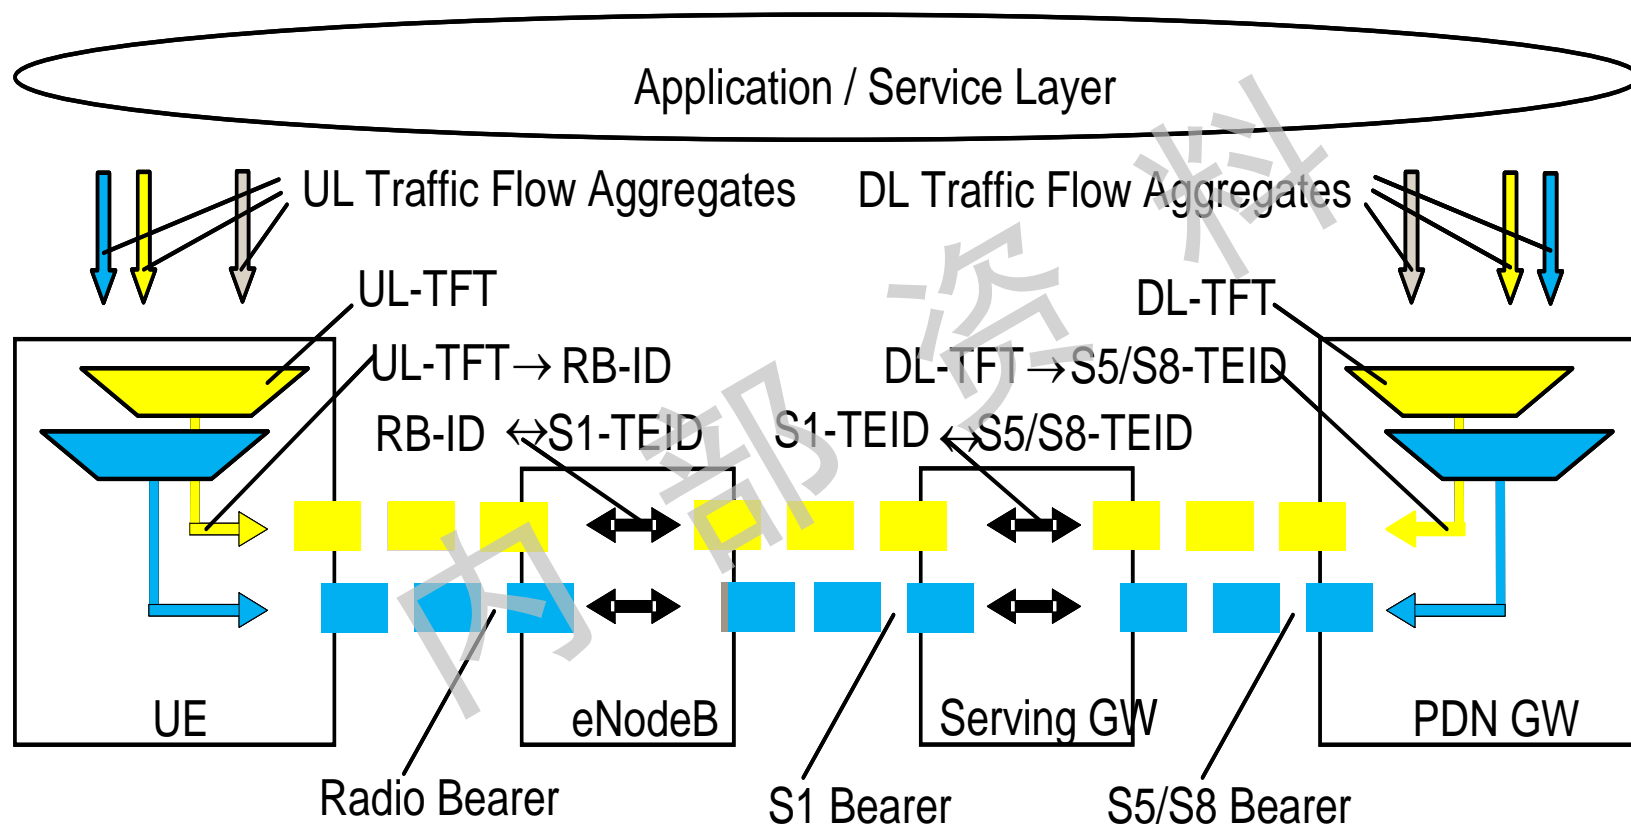 Application / Service Layer
UL Traffic Flow Aggregates
DL Traffic Flow Aggregates
UL-TFT
DL-TFT
UL-TFT → RB-ID
DL-TFT → S5/S8-TEID
RB-ID ↔ S1-TEID
S1-TEID ↔ S5/S8-TEID
UE
eNodeB
Serving GW
PDN GW
Radio Bearer
S1 Bearer
S5/S8 Bearer
内部资料